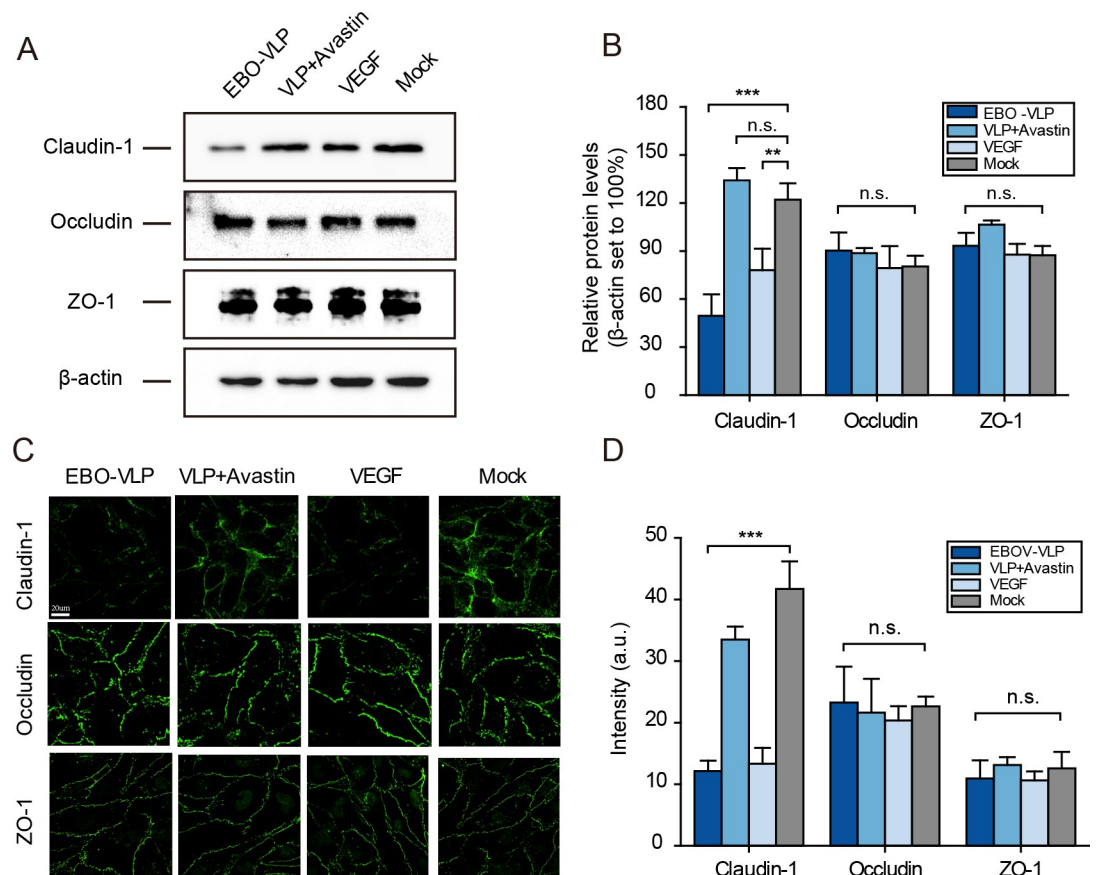 A
EBO-VLP
VLP+Avastin
VEGF
Mock
Claudin-1
Occludin
ZO-1
β-actin
B
Relative protein levels
(β-actin set to 100%)
180
150
120
90
60
30
0
***
n.s.
**
n.s.
n.s.
EBO -VLP
VLP+Avastin
VEGF
Mock
Claudin-1
Occludin
ZO-1
C
EBO-VLP
VLP+Avastin
VEGF
Mock
Claudin-1
20um
Occludin
ZO-1
D
Intensity (a.u.)
50
40
30
20
10
0
***
n.s.
n.s.
EBOV-VLP
VLP+Avastin
VEGF
Mock
Claudin-1
Occludin
ZO-1